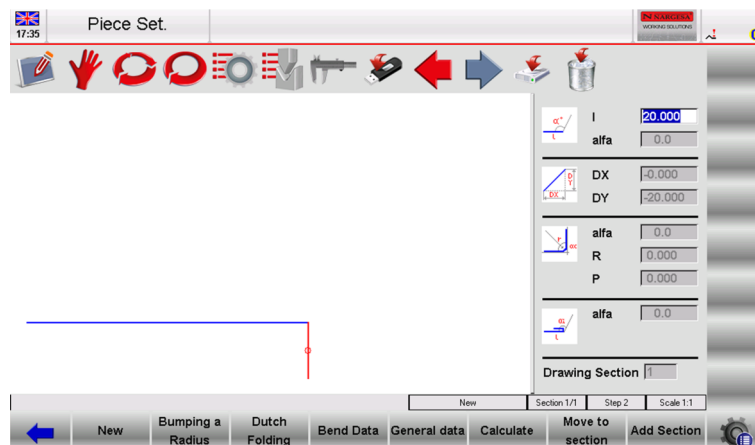 17:35
Piece Set.
NARGESA
WORKING SOLUTIONS
α°
l
l 20.000
alfa 0.0
DX
DY
DX -0.000
DY -20.000
alfa 0.0
R 0.000
P 0.000
alfa 0.0
Drawing Section 1
New Section 1/1 Step 2 Scale 1:1
New
Bumping a Radius
Dutch Folding
Bend Data
General data
Calculate
Move to section
Add Section